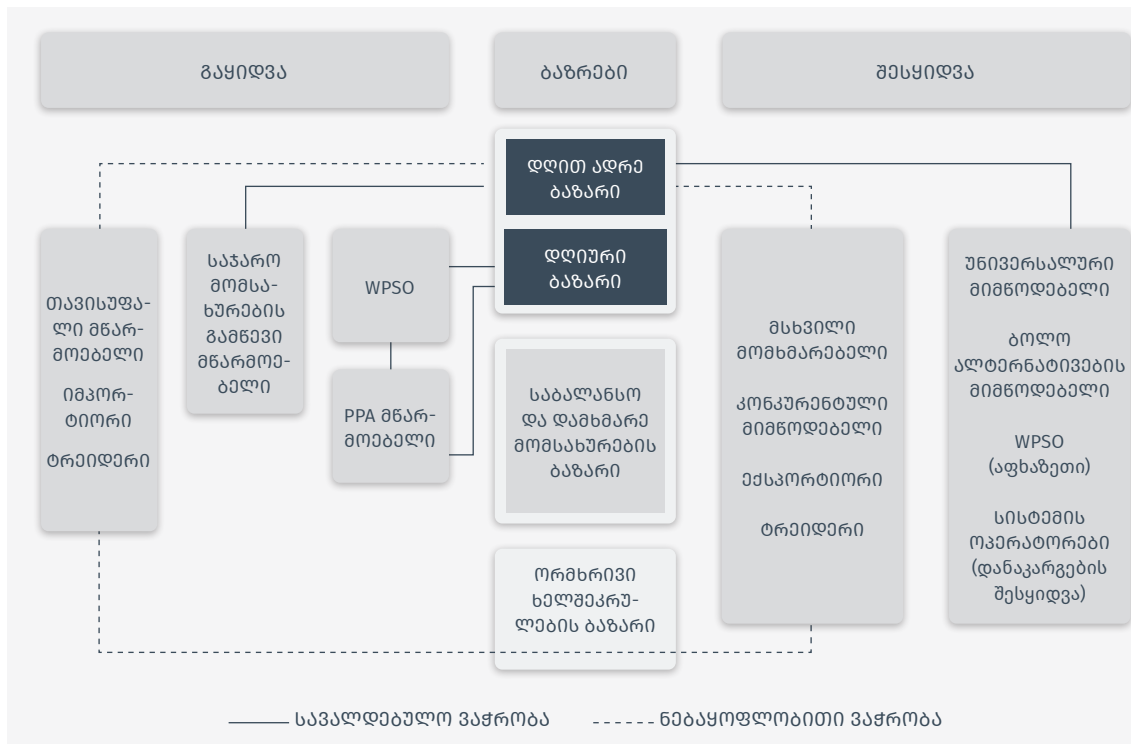 გაყიდვა
ბაზრები
შესყიდვა
დღით ადრე
ბაზარი
დღიური
ბაზარი
თავისუფა-
ლი მწარ-
მოებელი
იმპორ-
ტიორი
ტრეიდერი
საჯარო
მომსა-
ხურების
გამწევი
მწარმოე-
ბელი
WPSO
PPA მწარ-
მოებელი
საბალანსო
და დამხმარე
მომსახურების
ბაზარი
ორმხრივი
ხელშეკრუ-
ლების ბაზარი
მსხვილი
მომხმარებელი
კონკურენტული
მიმწოდებელი
ექსპორტიორი
ტრეიდერი
უნივერსალური
მიმწოდებელი
ბოლო
ალტერნატივების
მიმწოდებელი
WPSO
(აფხაზეთი)
სისტემის
ოპერატორები
(დანაკარგების
შესყიდვა)
სავალდებულო ვაჭრობა
ნებაყოფლობითი ვაჭრობა